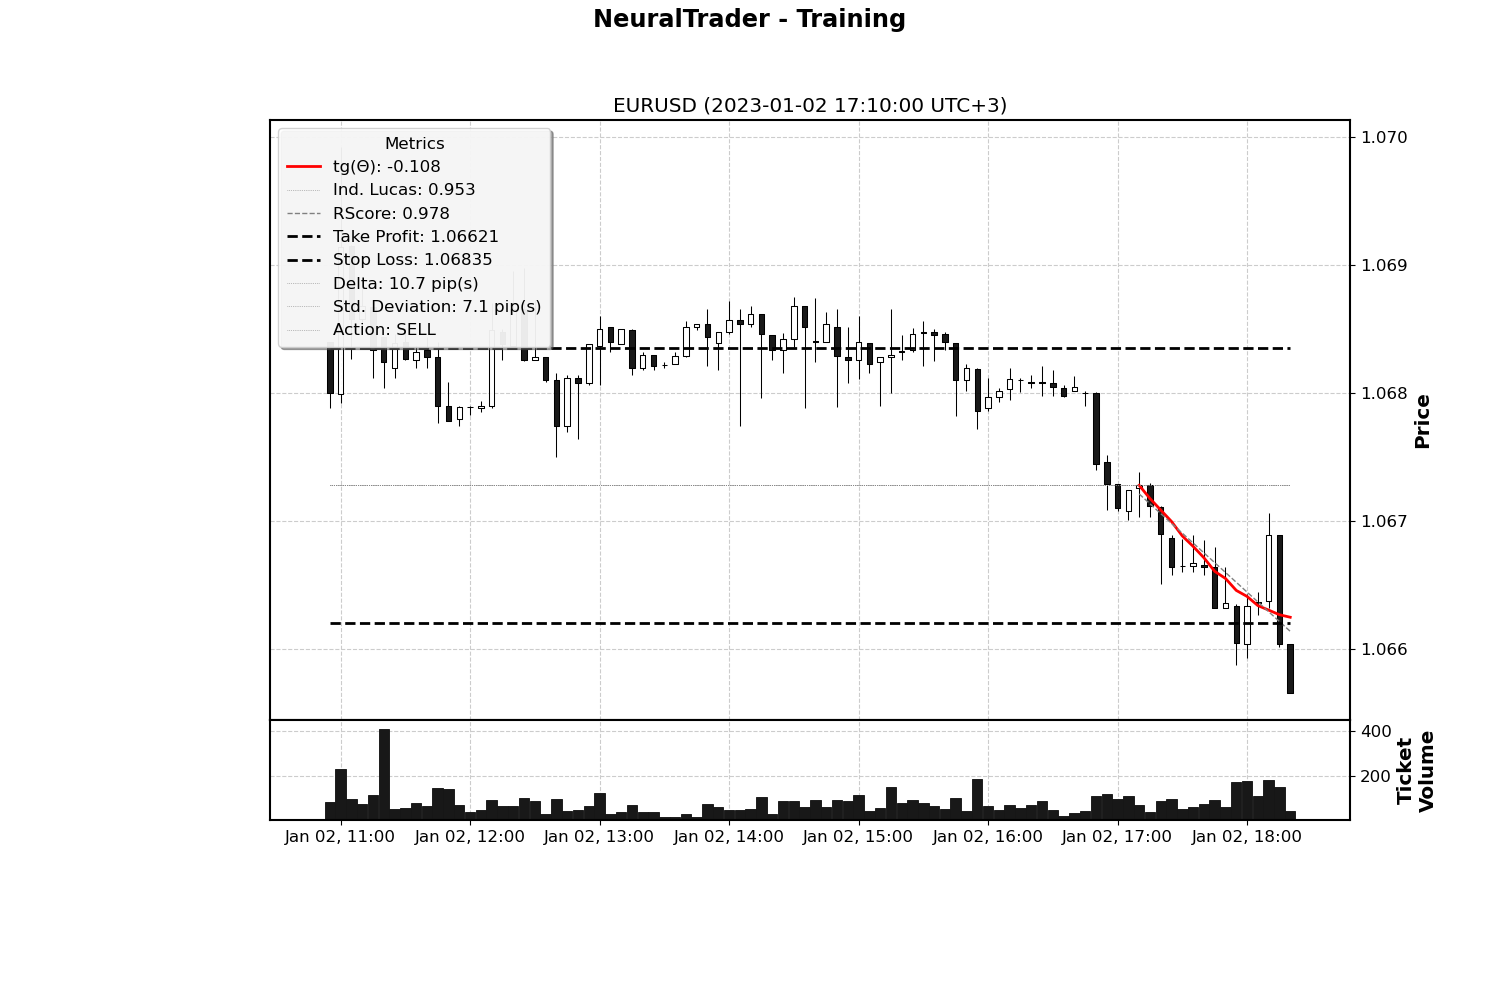 NeuralTrader - Training
EURUSD (2023-01-02 17:10:00 UTC+3)
Metrics
tg(Θ): -0.108
Ind. Lucas: 0.953
RScore: 0.978
Take Profit: 1.06621
Stop Loss: 1.06835
Delta: 10.7 pip(s)
Std. Deviation: 7.1 pip(s)
Action: SELL
1.070
1.069
1.068
1.067
1.066
Price
400
200
Ticket
Volume
Jan 02, 11:00
Jan 02, 12:00
Jan 02, 13:00
Jan 02, 14:00
Jan 02, 15:00
Jan 02, 16:00
Jan 02, 17:00
Jan 02, 18:00